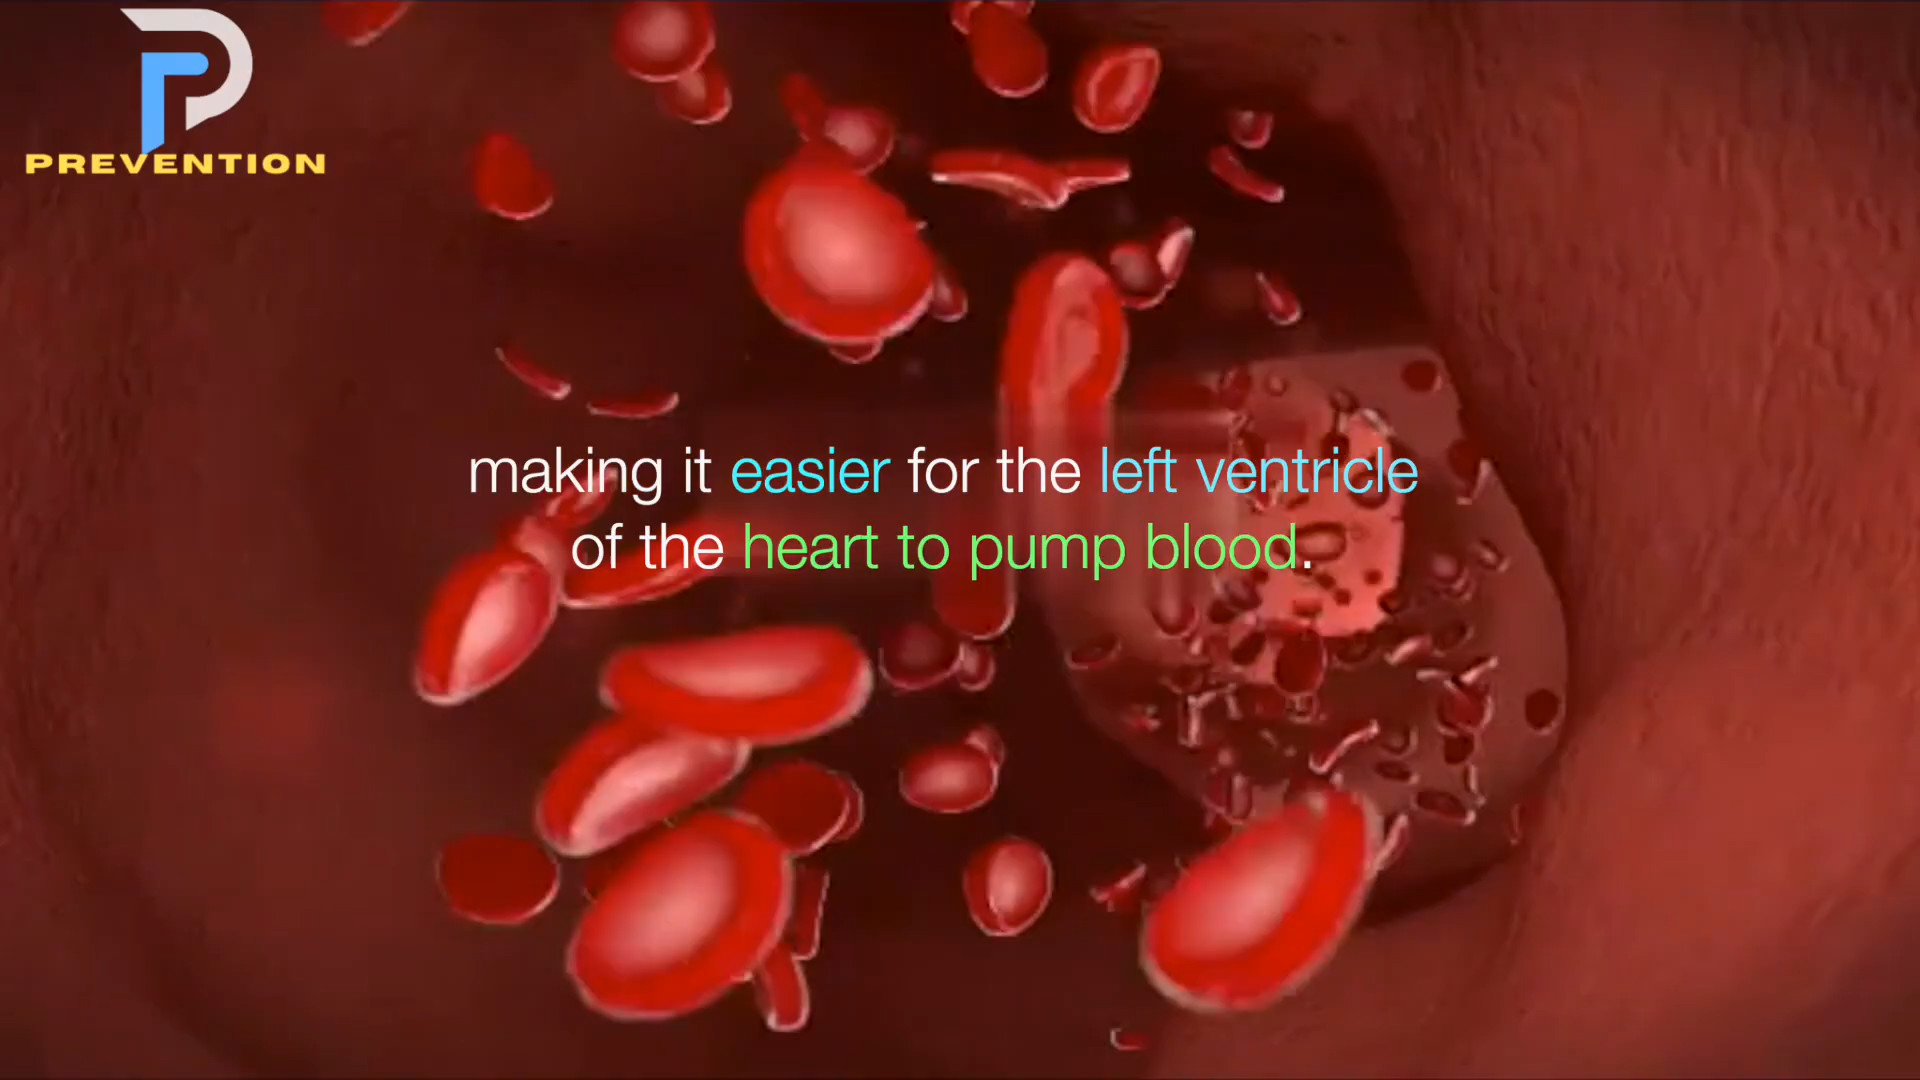 PREVENTION
making it easier for the left ventricle
of the heart to pump blood.